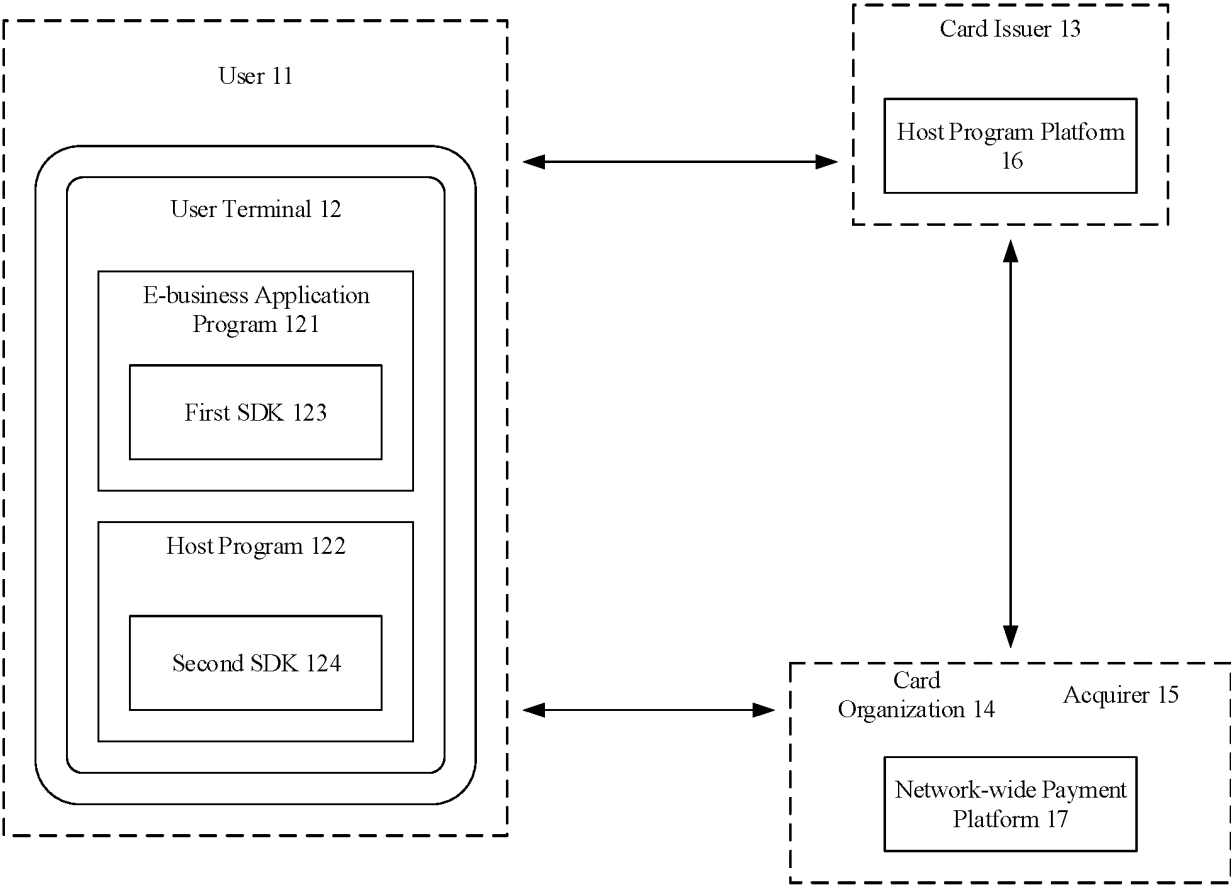 User 11
User Terminal 12
E-business Application
Program 121
First SDK 123
Host Program 122
Second SDK 124
Card Issuer 13
Host Program Platform
16
Card
Organization 14
Acquirer 15
Network-wide Payment
Platform 17